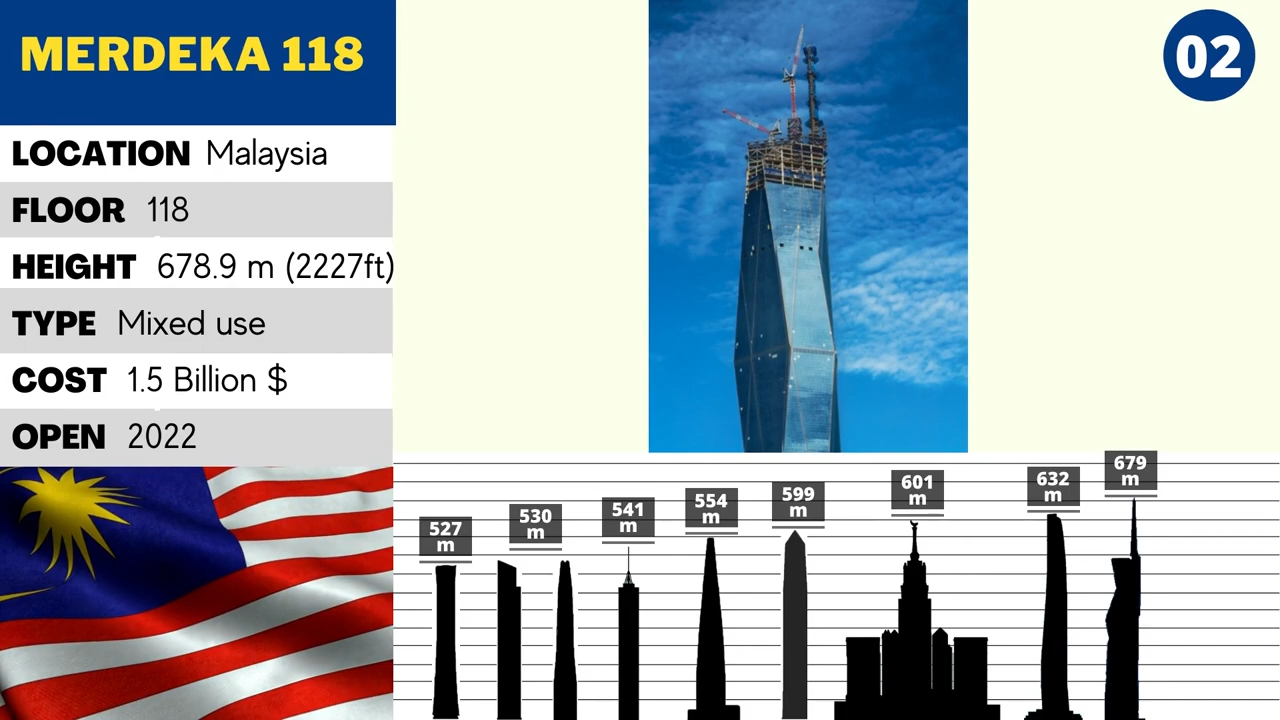 MERDEKA 118
02
LOCATION Malaysia
FLOOR 118
HEIGHT 678.9 m (2227ft)
TYPE Mixed use
COST 1.5 Billion $
OPEN 2022
527
m
530
m
541
m
554
m
599
m
601
m
632
m
679
m